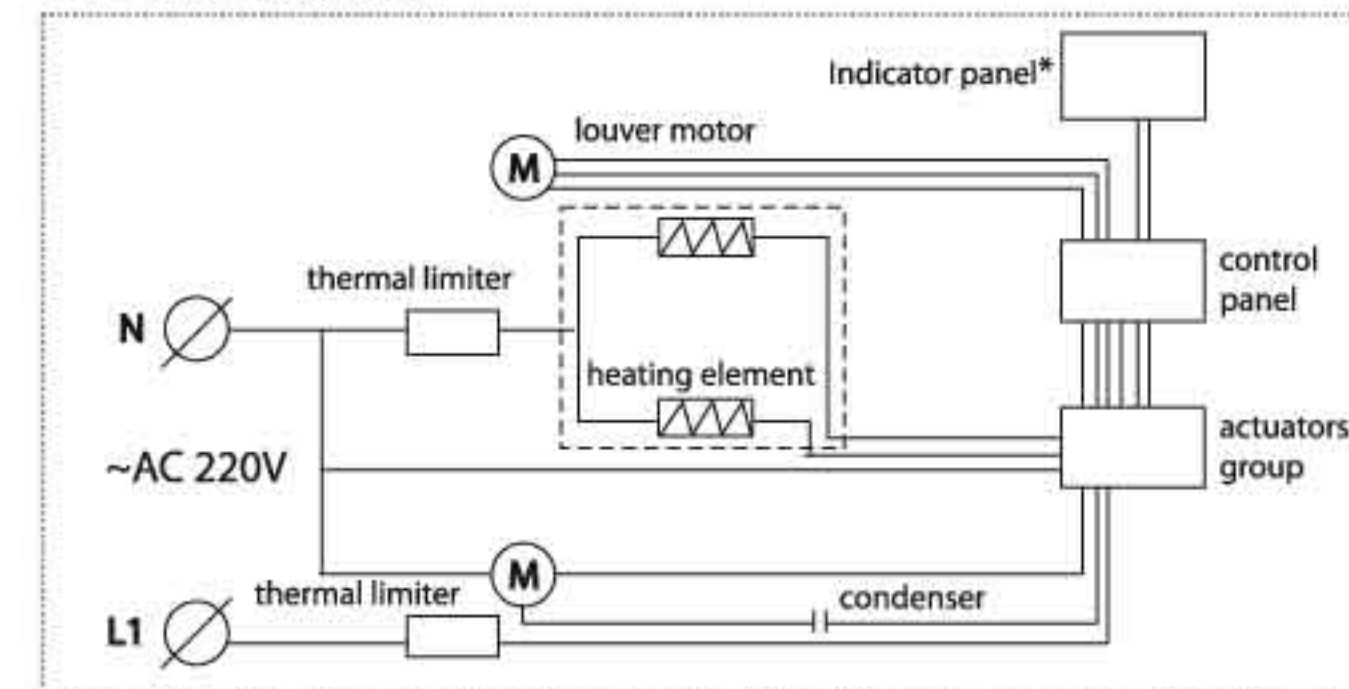 Indicator panel*
louver motor
M
thermal limiter
control
panel
N
heating element
actuators
group
~AC 220V
M
thermal limiter
condenser
L1